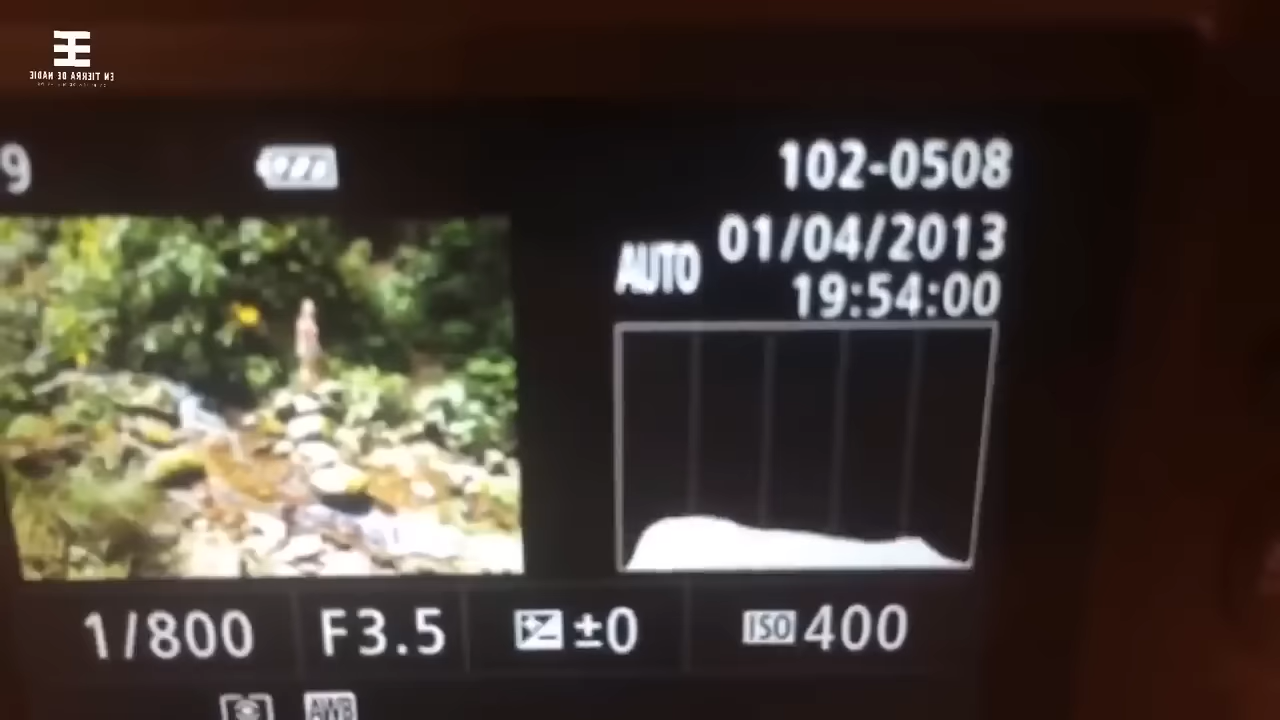 EN TIERRA DE NADIE
9
102-0508
01/04/2013
AUTO
19:54:00
1/800 F3.5 ±0 ISO 400
AWB